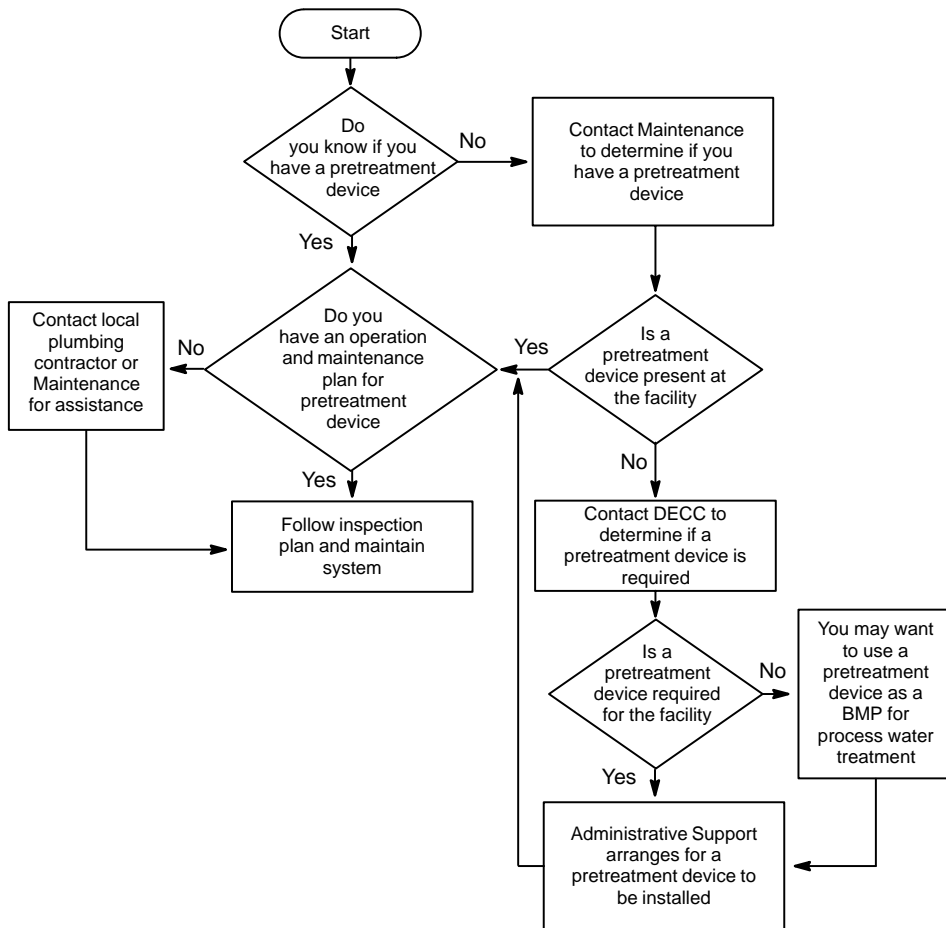 Start
Do
you know if you
have a pretreatment
device
No
Contact Maintenance
to determine if you
have a pretreatment
device
Yes
Contact local
plumbing
contractor or
Maintenance
for assistance
No
Do you
have an operation
and maintenance
plan for
pretreatment
device
Yes
Is a
pretreatment
device present at
the facility
Yes
No
Follow inspection
plan and maintain
system
Contact DECC to
determine if a
pretreatment device is
required
Is a
pretreatment
device required
for the facility
No
You may want
to use a
pretreatment
device as a
BMP for
process water
treatment
Yes
Administrative Support
arranges for a
pretreatment device to
be installed